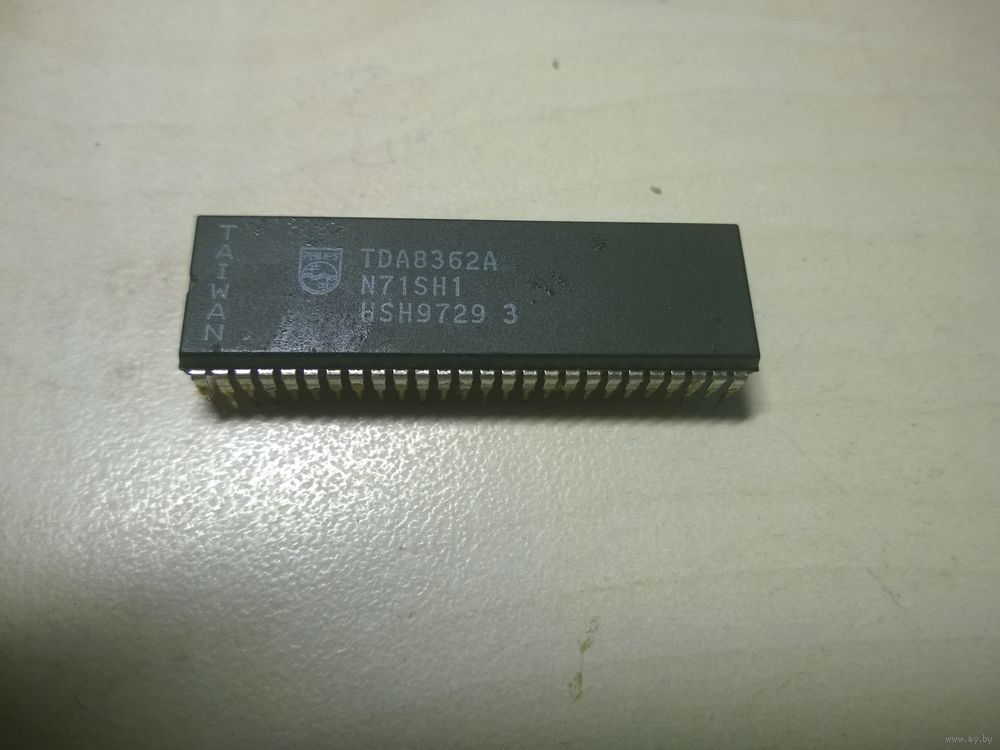 TAIWAN
PHILIPS
TDA8362A
N71SH1
HSH9729 3
www.ay.by